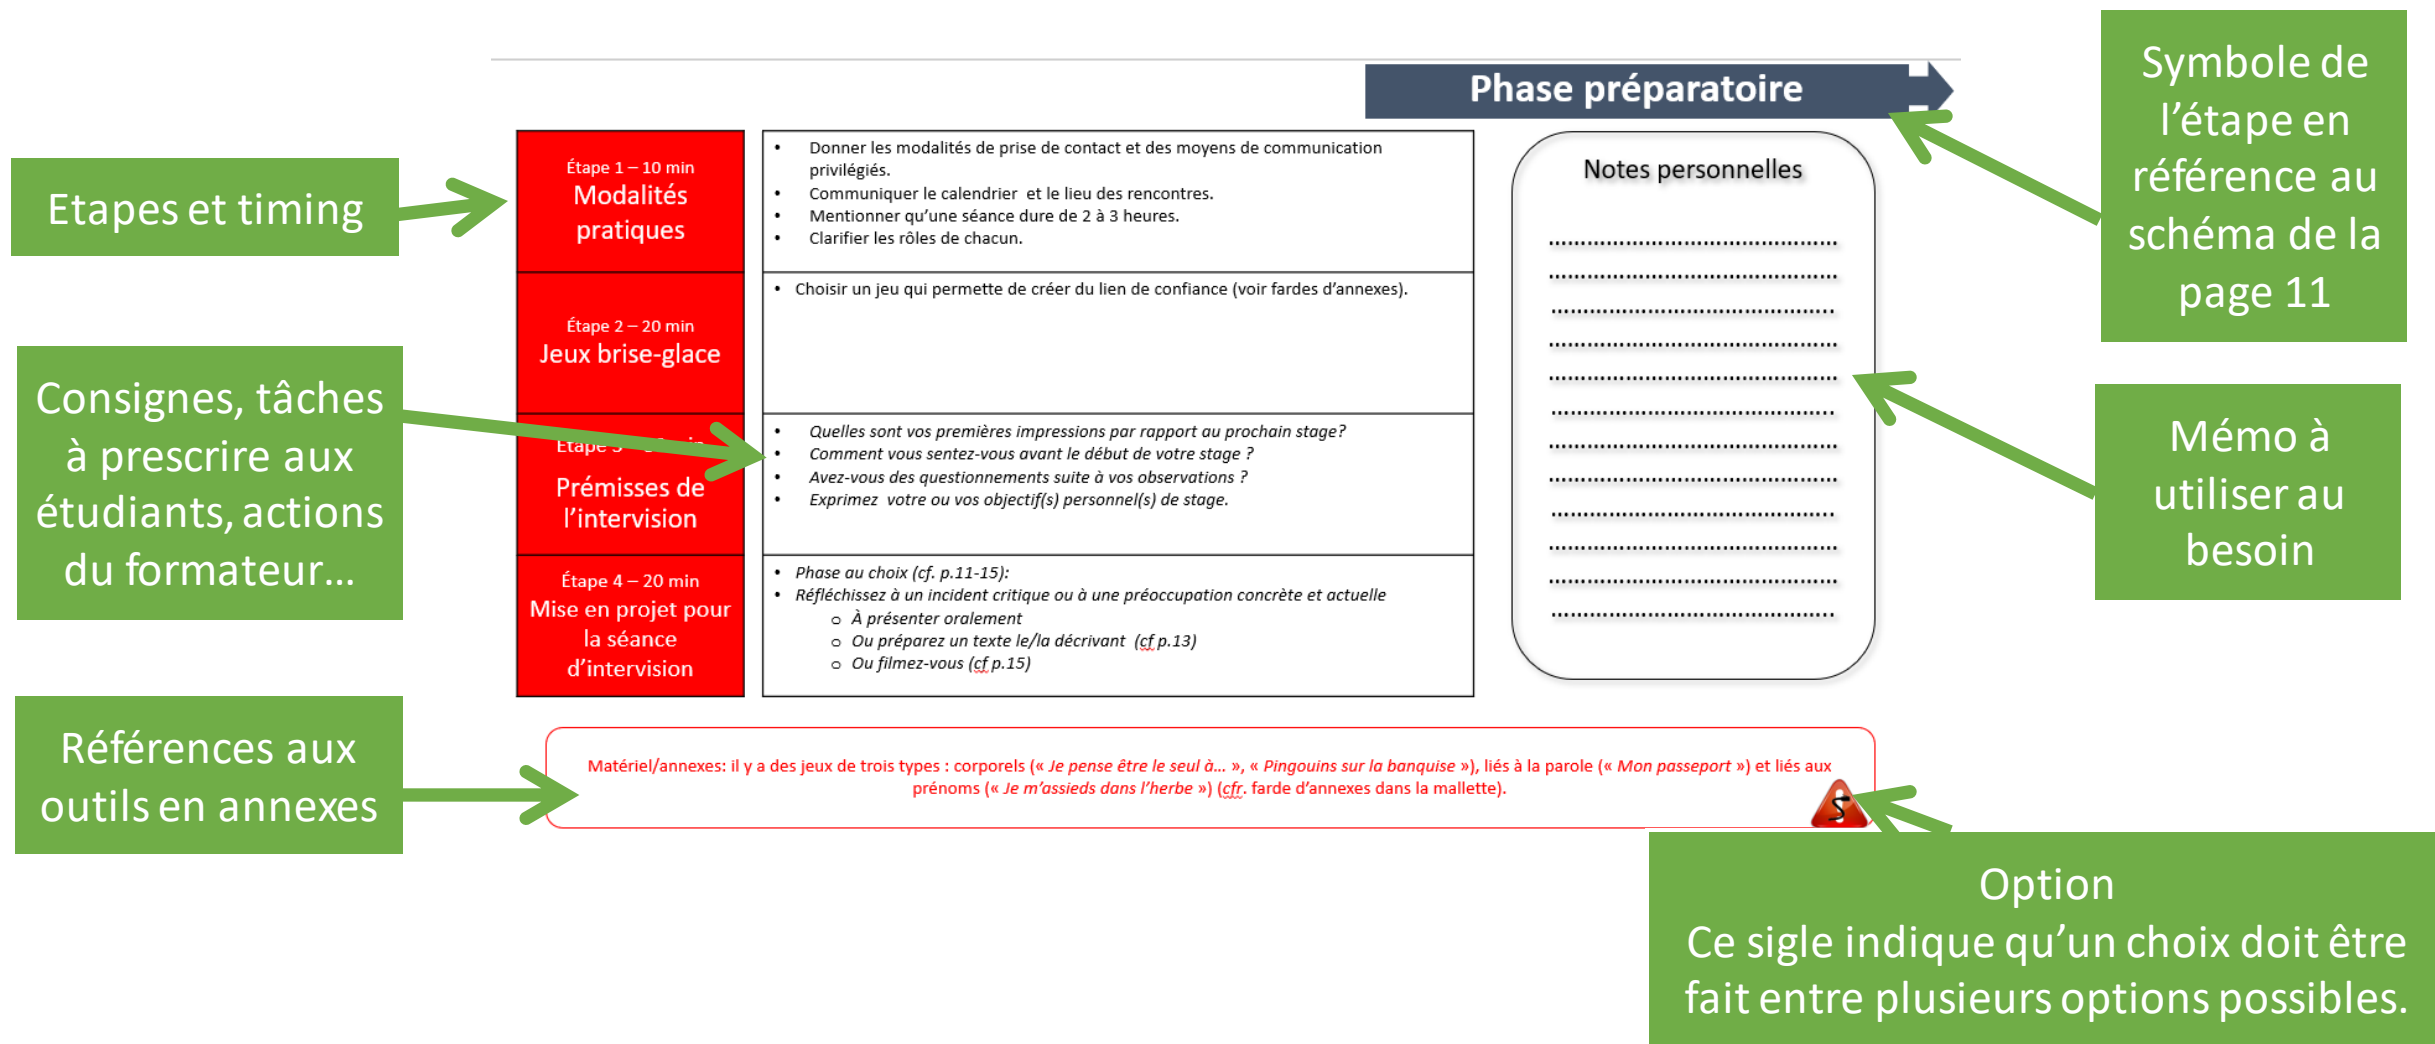 Phase préparatoire
Symbole de
l’étape en
référence au
schéma de la
page 11
Etapes et timing
Étape 1 – 10 min
Modalités
pratiques
• Donner les modalités de prise de contact et des moyens de communication
privilégiés.
• Communiquer le calendrier et le lieu des rencontres.
• Mentionner qu’une séance dure de 2 à 3 heures.
• Clarifier les rôles de chacun.
Notes personnelles
Étape 2 – 20 min
Jeux brise-glace
• Choisir un jeu qui permette de créer du lien de confiance (voir fardes d’annexes).
Consignes, tâches
à prescrire aux
étudiants, actions
du formateur...
Étape
Prémisses de
l’intervision
• Quelles sont vos premières impressions par rapport au prochain stage?
• Comment vous sentez-vous avant le début de votre stage ?
• Avez-vous des questionnements suite à vos observations ?
• Exprimez votre ou vos objectif(s) personnel(s) de stage.
Mémo à
utiliser au
besoin
Étape 4 – 20 min
Mise en projet pour
la séance
d’intervision
• Phase au choix (cf. p.11-15):
• Réfléchissez à un incident critique ou à une préoccupation concrète et actuelle
o À présenter oralement
o Ou préparez un texte le/la décrivant (cf p.13)
o Ou filmez-vous (cf p.15)
Références aux
outils en annexes
Matériel/annexes: il y a des jeux de trois types : corporels (« Je pense être le seul à... », « Pingouins sur la banquise »), liés à la parole (« Mon passeport ») et liés aux
prénoms (« Je m’assieds dans l’herbe ») (cfr. farde d’annexes dans la mallette).
Option
Ce sigle indique qu’un choix doit être
fait entre plusieurs options possibles.